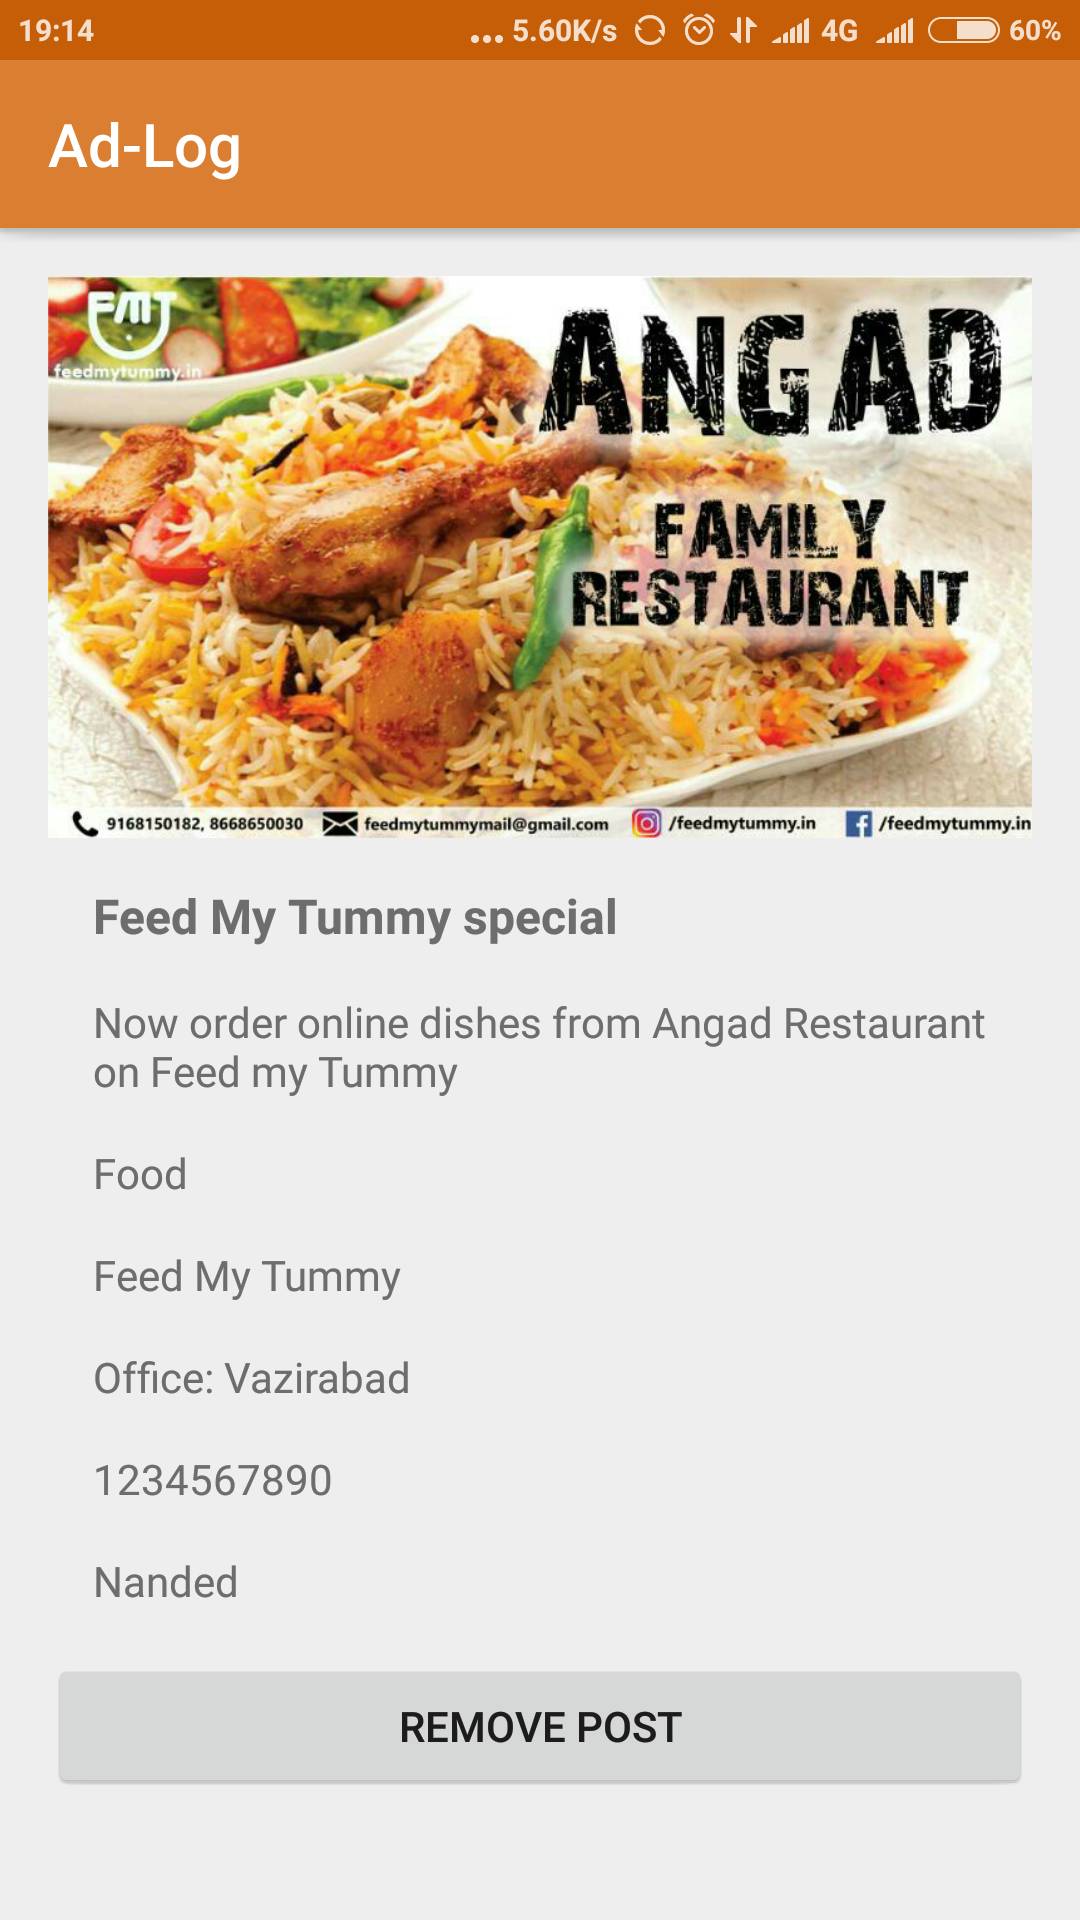 19:14
... 5.60K/s 4G 60%
Ad-Log
FMT
feedmytummy.in
ANGAD
FAMILY
RESTAURANT
9168150182, 8668650030 feedmytummymail@gmail.com /feedmytummy.in /feedmytummy.in
Feed My Tummy special
Now order online dishes from Angad Restaurant
on Feed my Tummy
Food
Feed My Tummy
Office: Vazirabad
1234567890
Nanded
REMOVE POST